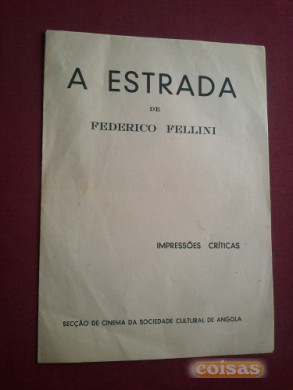 A ESTRADA
DE
FEDERICO FELLINI
IMPRESSÕES CRÍTICAS
SECÇÃO DE CINEMA DA SOCIEDADE CULTURAL DE ANGOLA
coisas